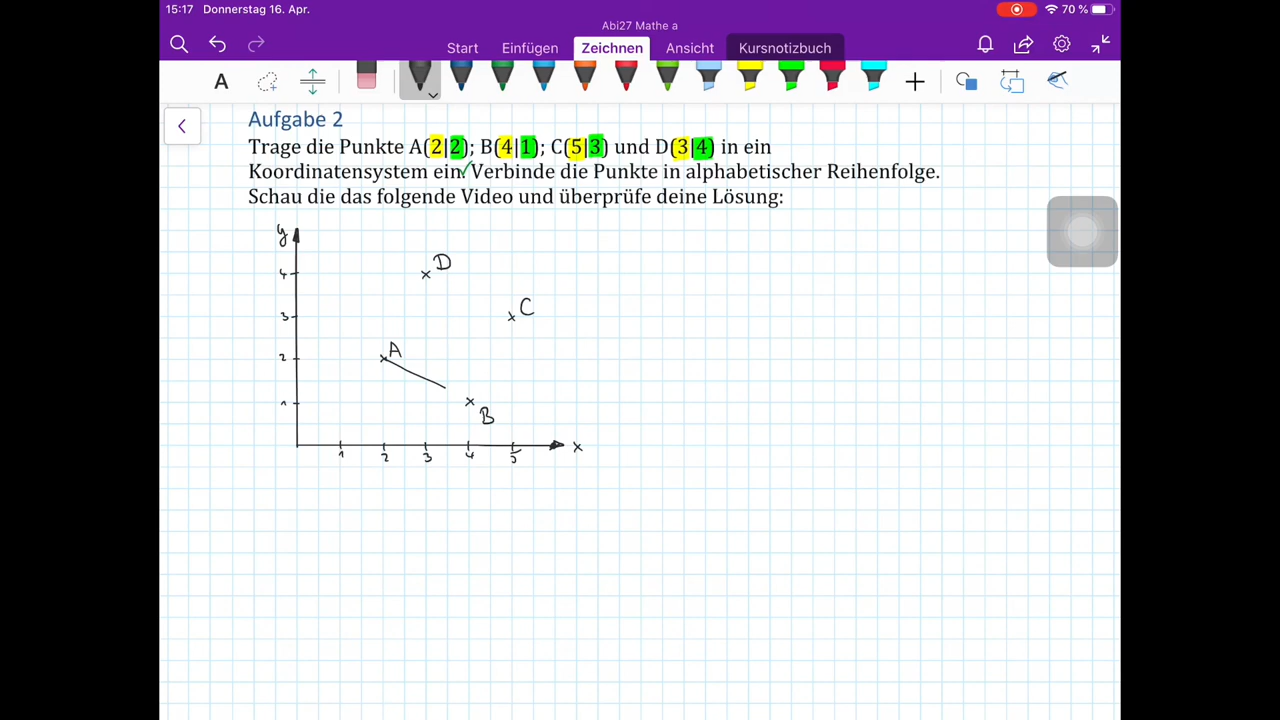 15:17 Donnerstag 16. Apr.
70 %
Abi27 Mathe a
Start Einfügen Zeichnen Ansicht Kursnotizbuch
A
Aufgabe 2
Trage die Punkte A(2|2); B(4|1); C(5|3) und D(3|4) in ein
Koordinatensystem ein. Verbinde die Punkte in alphabetischer Reihenfolge.
Schau die das folgende Video und überprüfe deine Lösung:
y
4
D
3
C
2
A
1
B
1 2 3 4 5
x